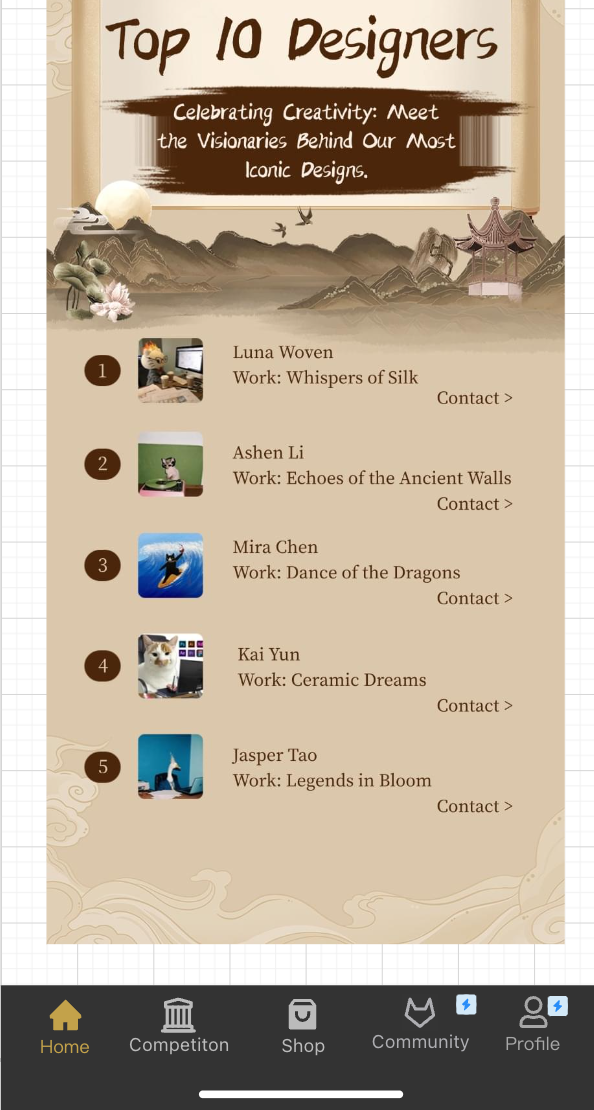 Top 10 Designers
Celebrating Creativity: Meet
the Visionaries Behind Our Most
Iconic Designs.
1
Luna Woven
Work: Whispers of Silk
Contact >
2
Ashen Li
Work: Echoes of the Ancient Walls
Contact >
3
Mira Chen
Work: Dance of the Dragons
Contact >
4
Kai Yun
Work: Ceramic Dreams
Contact >
5
Jasper Tao
Work: Legends in Bloom
Contact >
Home
Competiton
Shop
Community
Profile